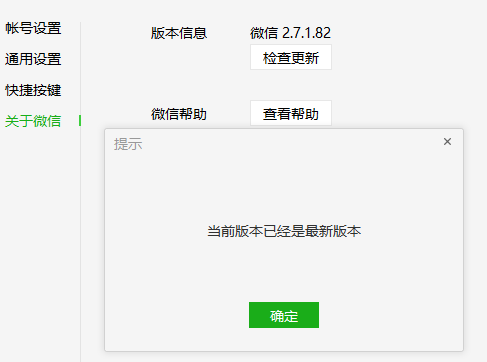 帐号设置
版本信息
微信 2.7.1.82
通用设置
检查更新
快捷按键
微信帮助
查看帮助
关于微信
提示
×
当前版本已经是最新版本
确定